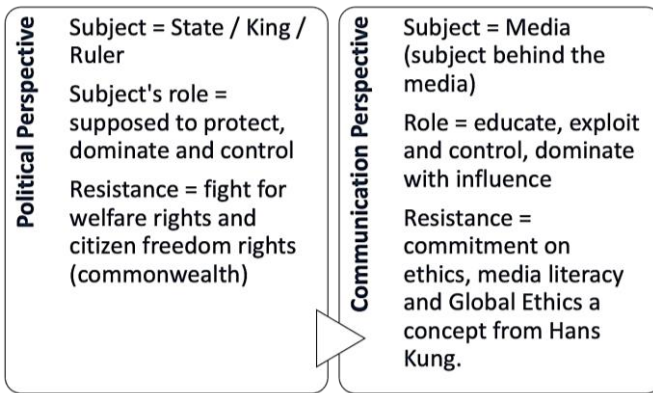 Political Perspective
Subject = State / King /
Ruler
Subject's role =
supposed to protect,
dominate and control
Resistance = fight for
welfare rights and
citizen freedom rights
(commonwealth)
Communication Perspective
Subject = Media
(subject behind the
media)
Role = educate, exploit
and control, dominate
with influence
Resistance =
commitment on
ethics, media literacy
and Global Ethics a
concept from Hans
Kung.